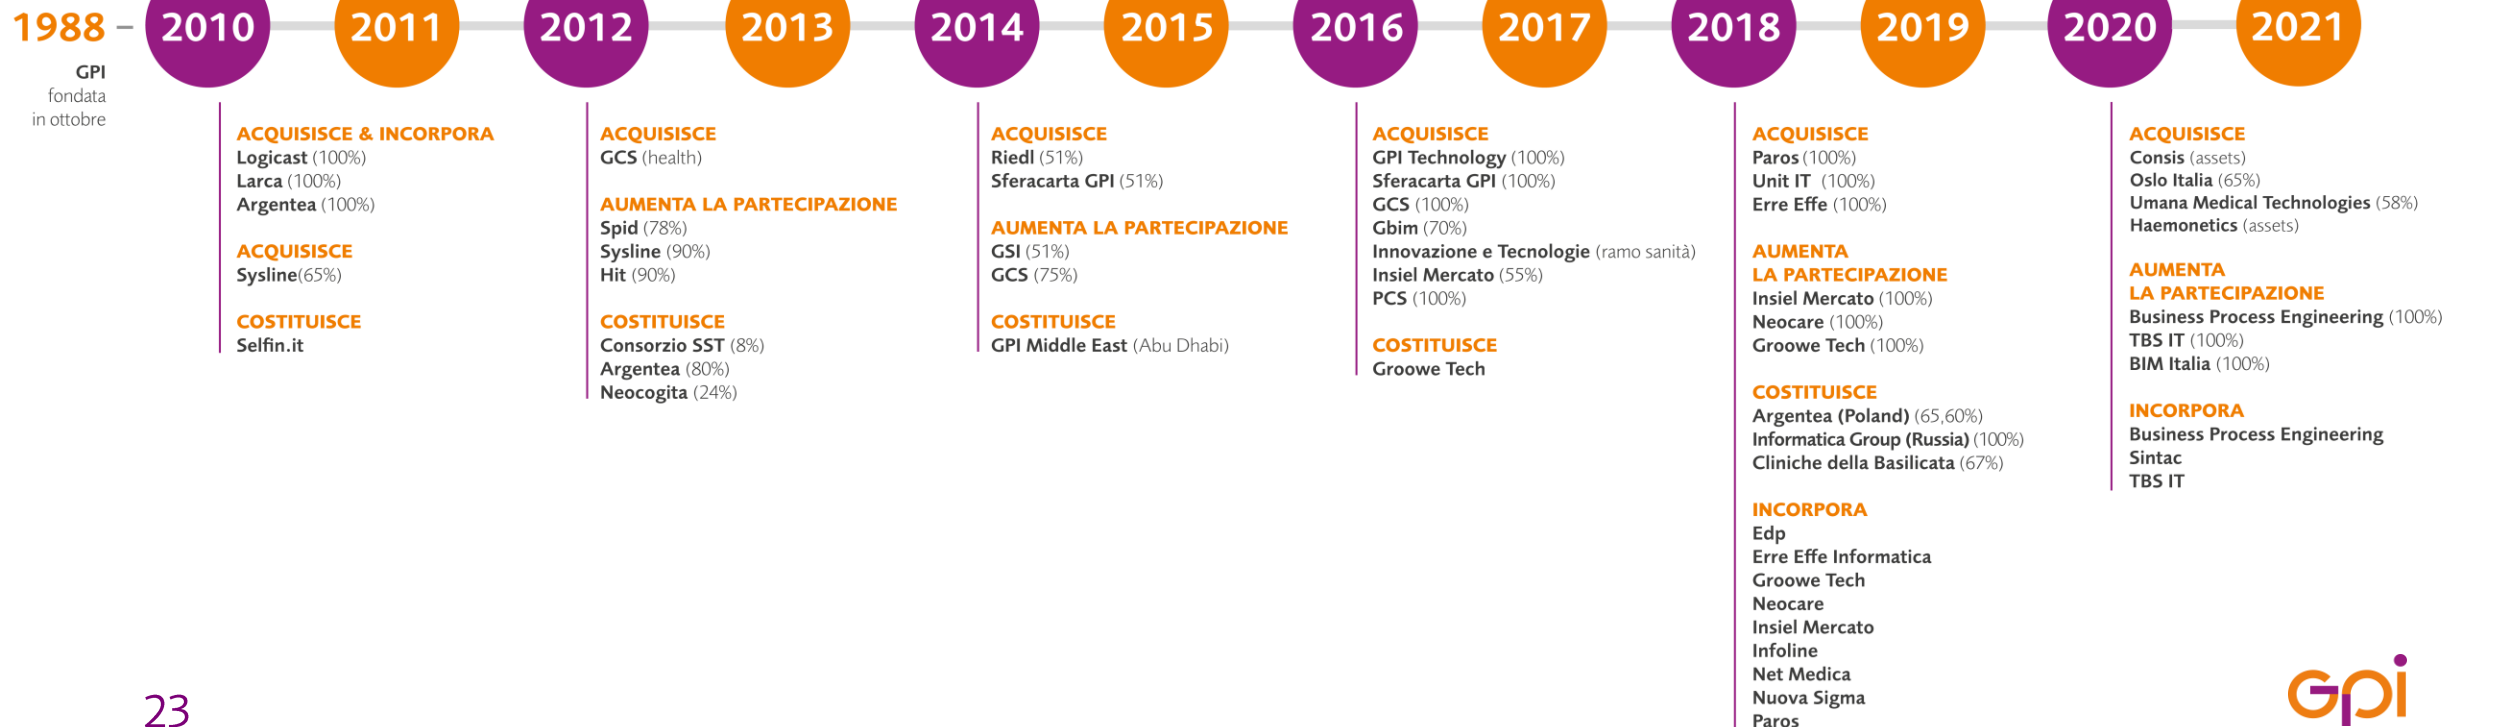 1988 – 2010 2011 2012 2013 2014 2015 2016 2017 2018 2019 2020 2021
GPI
fondata
in ottobre
ACQUISISCE & INCORPORA
Logicast (100%)
Larca (100%)
Argentea (100%)
ACQUISISCE
Sysline(65%)
COSTITUISCE
Selfin.it
ACQUISISCE
GCS (health)
AUMENTA LA PARTECIPAZIONE
Spid (78%)
Sysline (90%)
Hit (90%)
COSTITUISCE
Consorzio SST (8%)
Argentea (80%)
Neocogita (24%)
ACQUISISCE
Riedl (51%)
Sferacarta GPI (51%)
AUMENTA LA PARTECIPAZIONE
GSI (51%)
GCS (75%)
COSTITUISCE
GPI Middle East (Abu Dhabi)
ACQUISISCE
GPI Technology (100%)
Sferacarta GPI (100%)
GCS (100%)
Gbim (70%)
Innovazione e Tecnologie (ramo sanità)
Insiel Mercato (55%)
PCS (100%)
COSTITUISCE
Groowe Tech
ACQUISISCE
Paros (100%)
Unit IT (100%)
Erre Effe (100%)
AUMENTA
LA PARTECIPAZIONE
Insiel Mercato (100%)
Neocare (100%)
Groowe Tech (100%)
COSTITUISCE
Argentea (Poland) (65,60%)
Informatica Group (Russia) (100%)
Cliniche della Basilicata (67%)
INCORPORA
Edp
Erre Effe Informatica
Groowe Tech
Neocare
Insiel Mercato
Infoline
Net Medica
Nuova Sigma
Paros
ACQUISISCE
Consis (assets)
Oslo Italia (65%)
Umana Medical Technologies (58%)
Haemonetics (assets)
AUMENTA
LA PARTECIPAZIONE
Business Process Engineering (100%)
TBS IT (100%)
BIM Italia (100%)
INCORPORA
Business Process Engineering
Sintac
TBS IT
23
Gpi